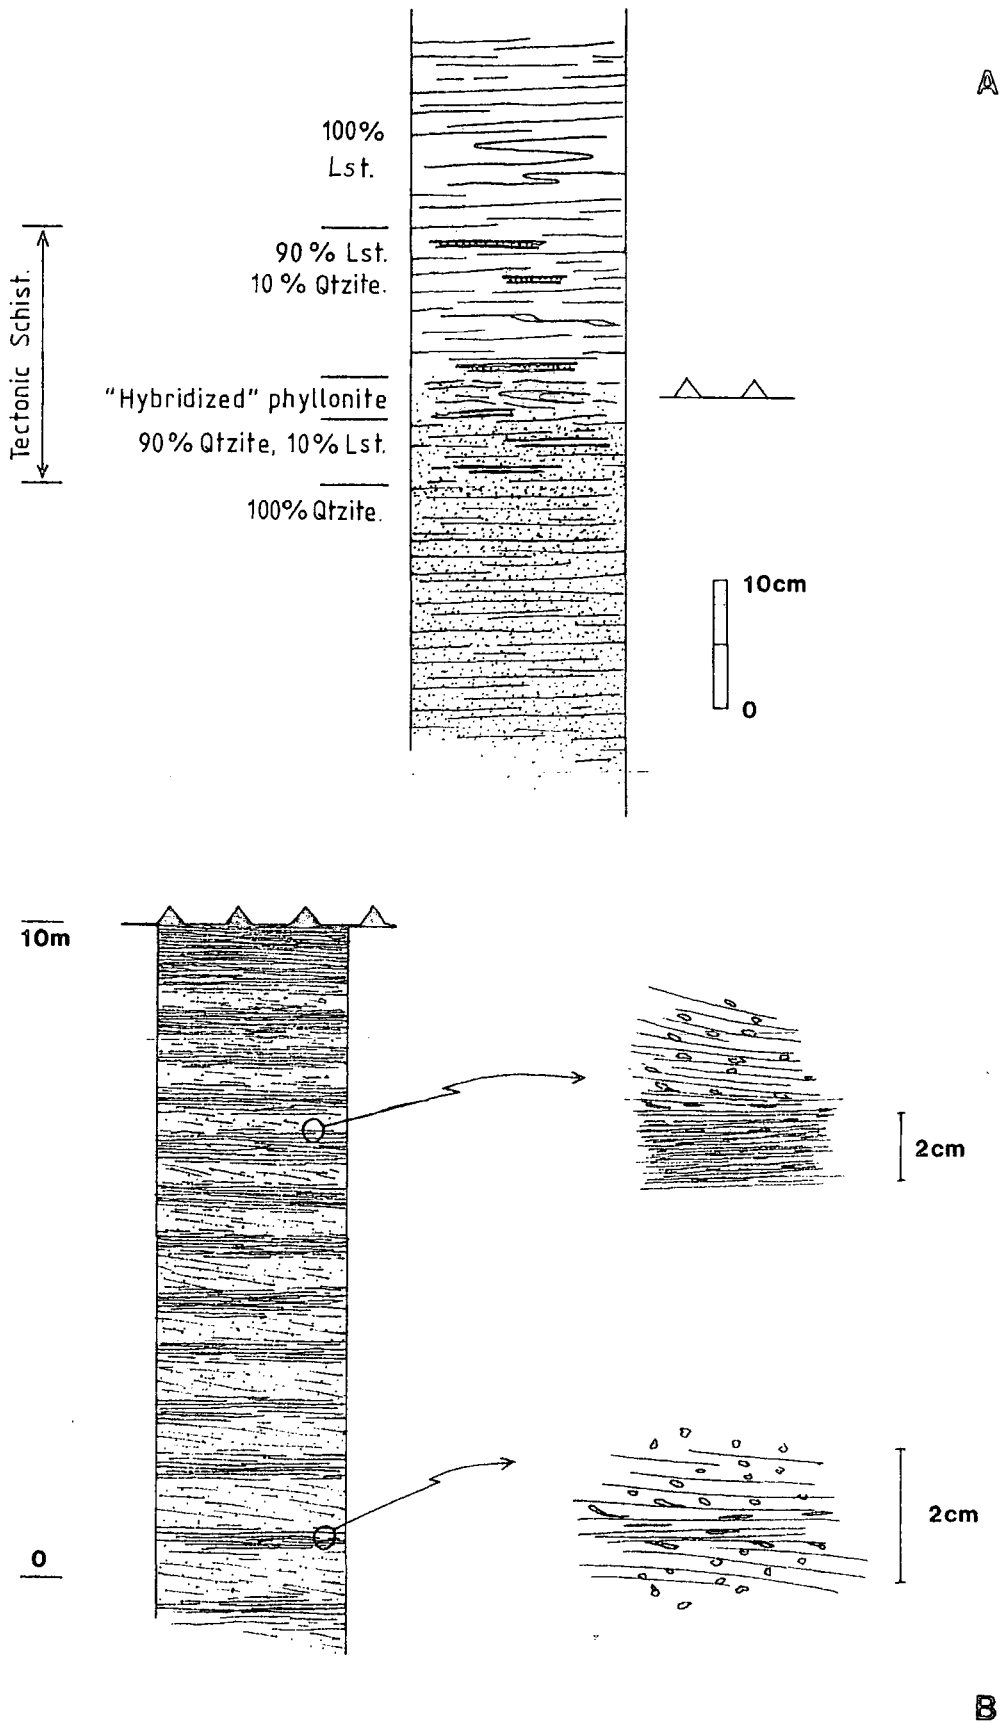 A
100%
Lst.
90% Lst.
10% Qtzite.
Tectonic Schist.
"Hybridized" phyllonite
90% Qtzite, 10% Lst.
100% Qtzite.
10cm
0
10m
2cm
2cm
0
B